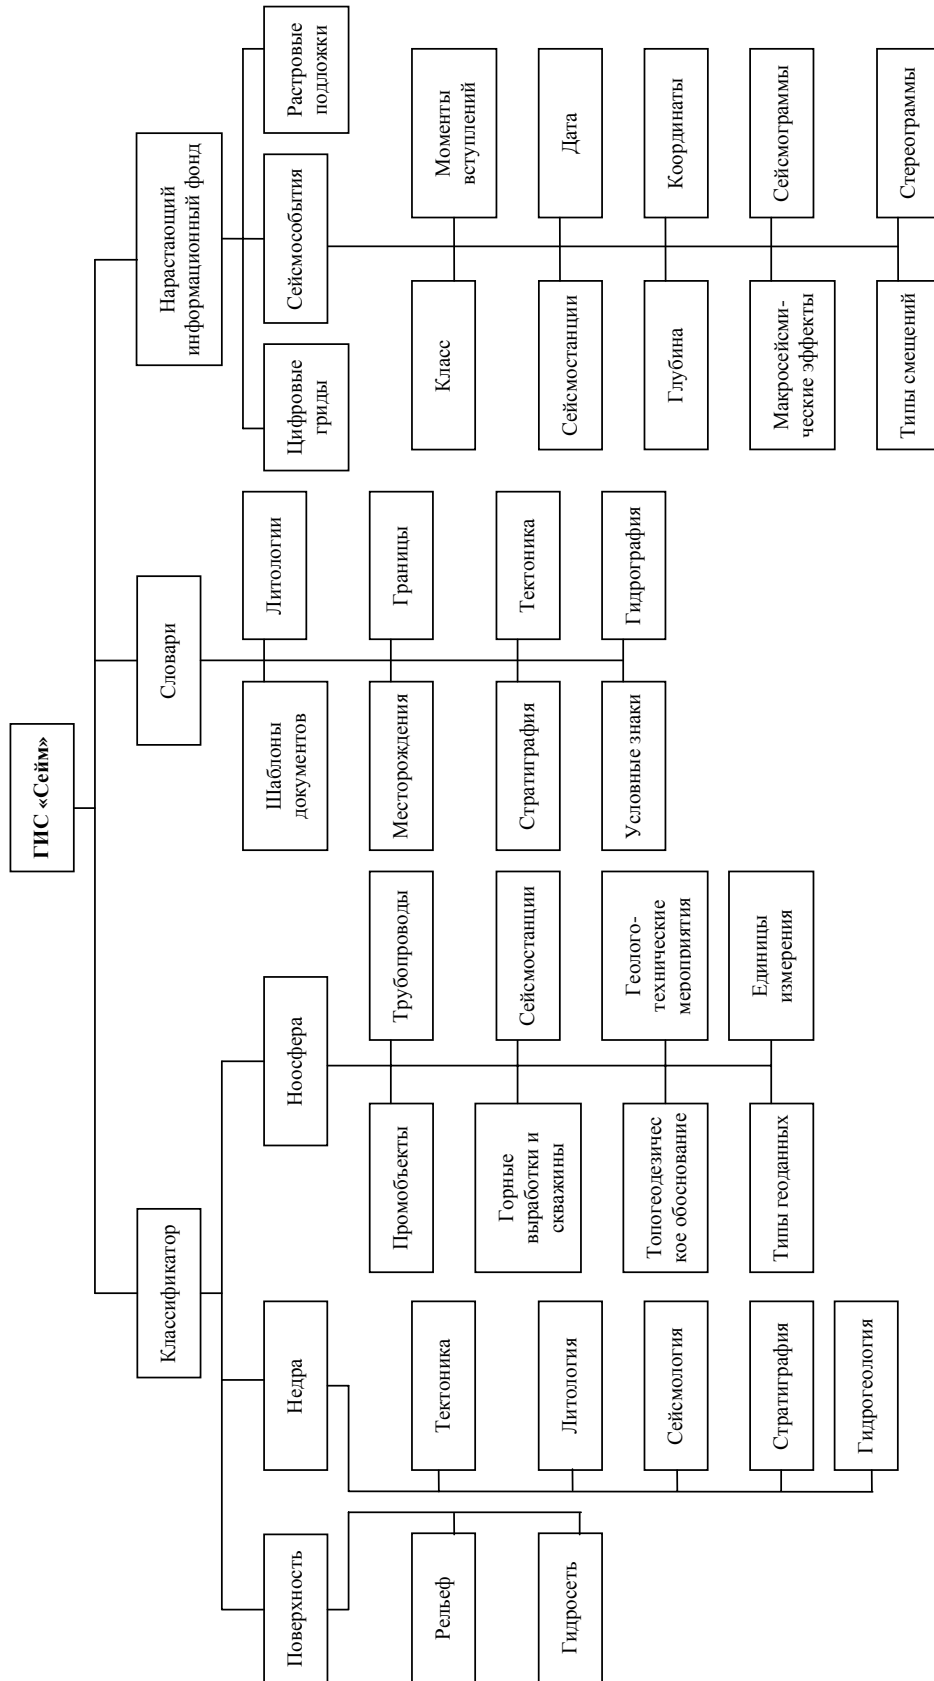 ГИС «Сейм»
Классификатор
Словари
Нарастающий
информационный фонд
Поверхность
Недра
Ноосфера
Рельеф
Гидросеть
Тектоника
Литология
Сейсмология
Стратиграфия
Гидрогеология
Промобъекты
Трубопроводы
Горные
выработки и
скважины
Сейсмостанции
Топогеодезичес
кое обоснование
Геолого-
технические
мероприятия
Типы геоданных
Единицы
измерения
Шаблоны
документов
Литологии
Месторождения
Границы
Стратиграфия
Тектоника
Условные знаки
Гидрография
Цифровые
гриды
Сейсмособытия
Растровые
подложки
Класс
Моменты
вступлений
Сейсмостанции
Дата
Глубина
Координаты
Макросейсми-
ческие эффекты
Сейсмограммы
Типы смещений
Стереограммы